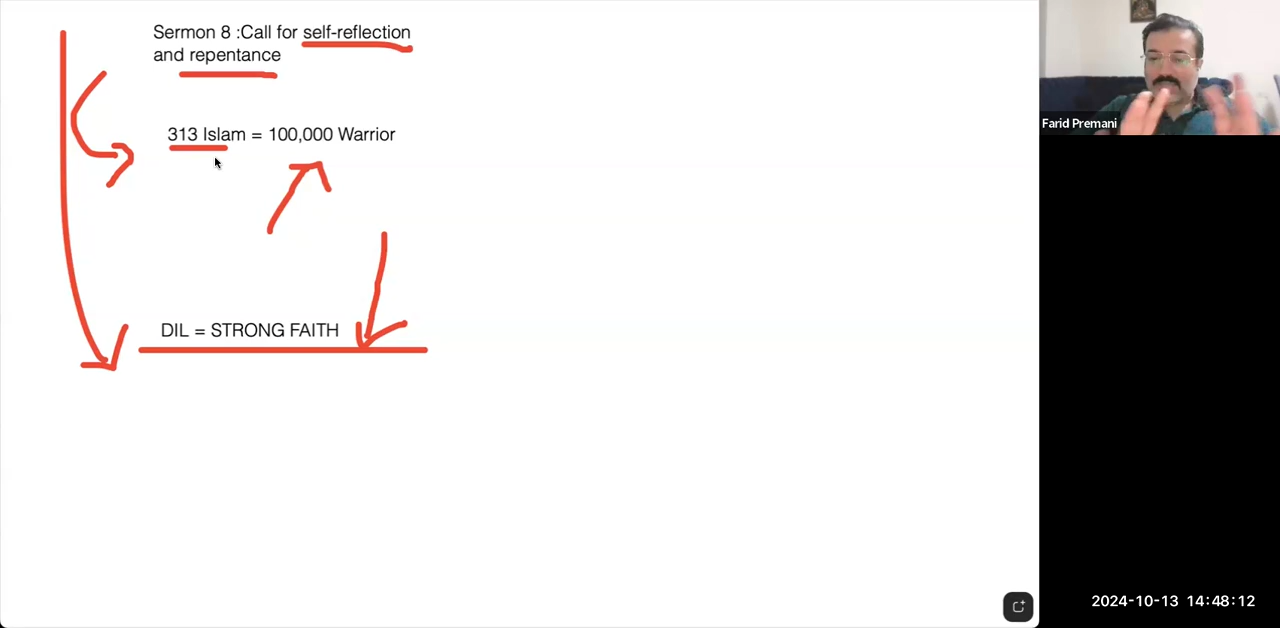 Sermon 8 :Call for self-reflection
and repentance
313 Islam = 100,000 Warrior
DIL = STRONG FAITH
Farid Premani
2024-10-13 14:48:12